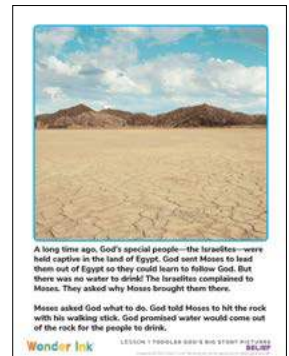 A long time ago, God's special people—the Israelites—were
held captive in the land of Egypt. God sent Moses to lead
them out of Egypt so they could learn to follow God. But
there was no water to drink! The Israelites complained to
Moses. They asked why Moses brought them there.
Moses asked God what to do. God told Moses to hit the rock
with his walking stick. God promised water would come out
of the rock for the people to drink.
Wonder Ink
LESSON 1 TODDLER GOD'S BIG STORY PICTURES
BELIEF